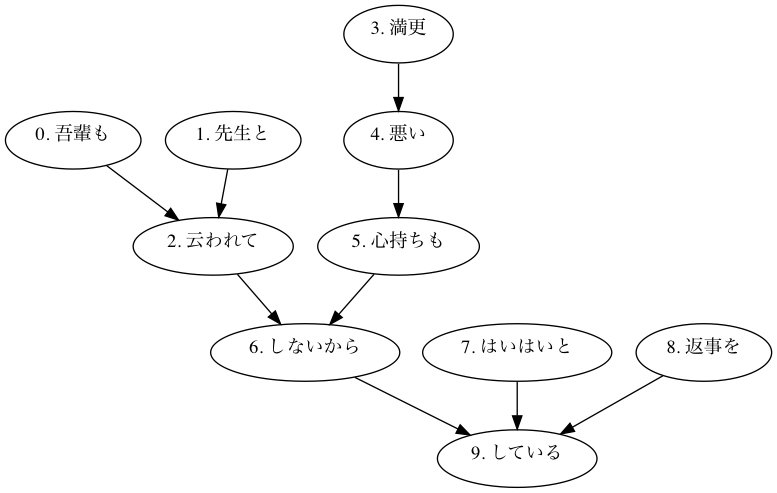 3. 満更
0. 吾輩も
1. 先生と
4. 悪い
2. 云われて
5. 心持ちも
6. しないから
7. はいはいと
8. 返事を
9. している